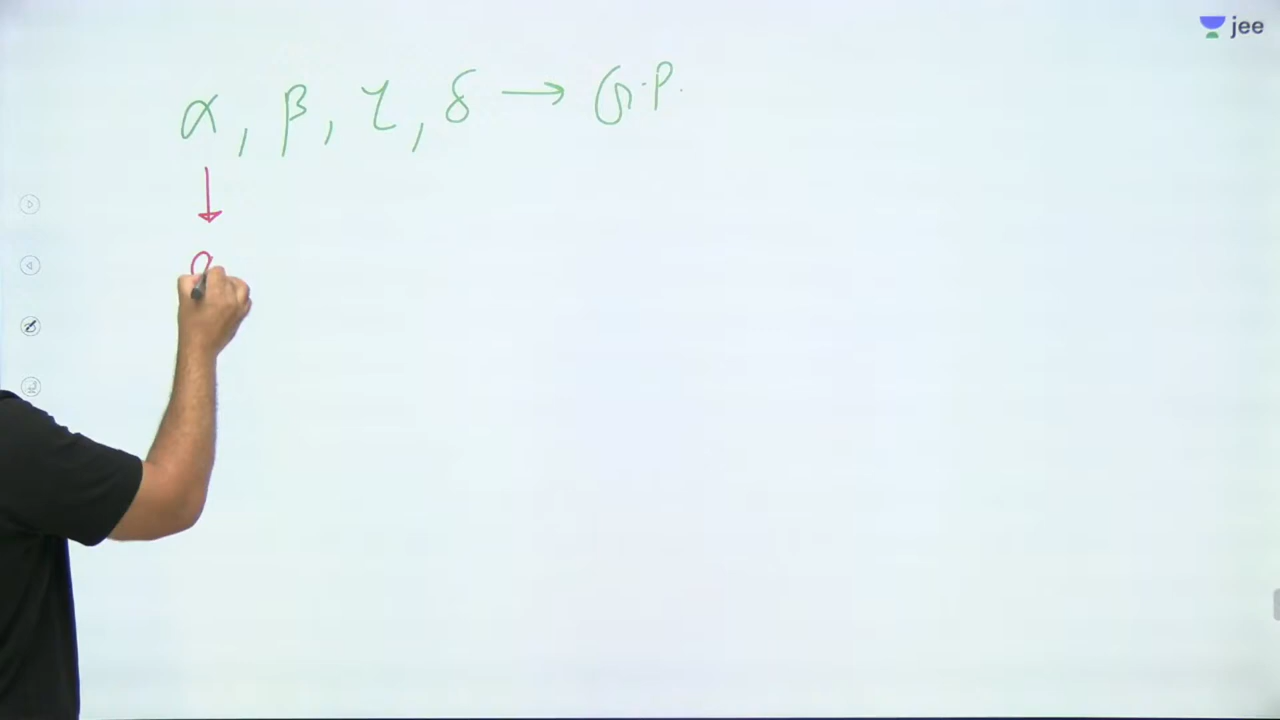 jee
α, β, γ, δ → G.P.